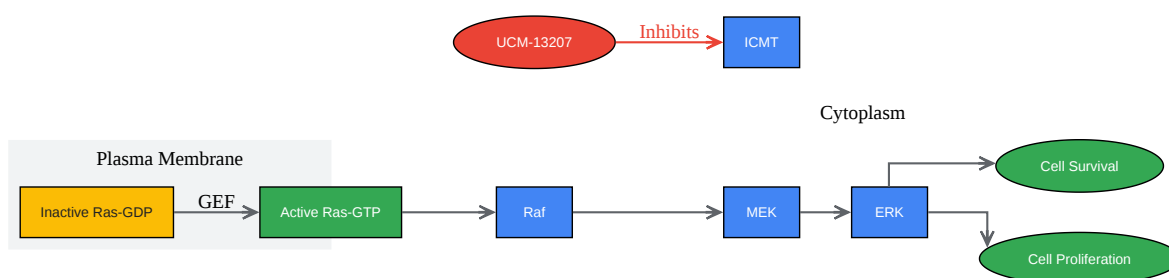 UCM-13207
Inhibits
ICMT
Cytoplasm
Plasma Membrane
Cell Survival
Inactive Ras-GDP
GEF
Active Ras-GTP
Raf
MEK
ERK
Cell Proliferation